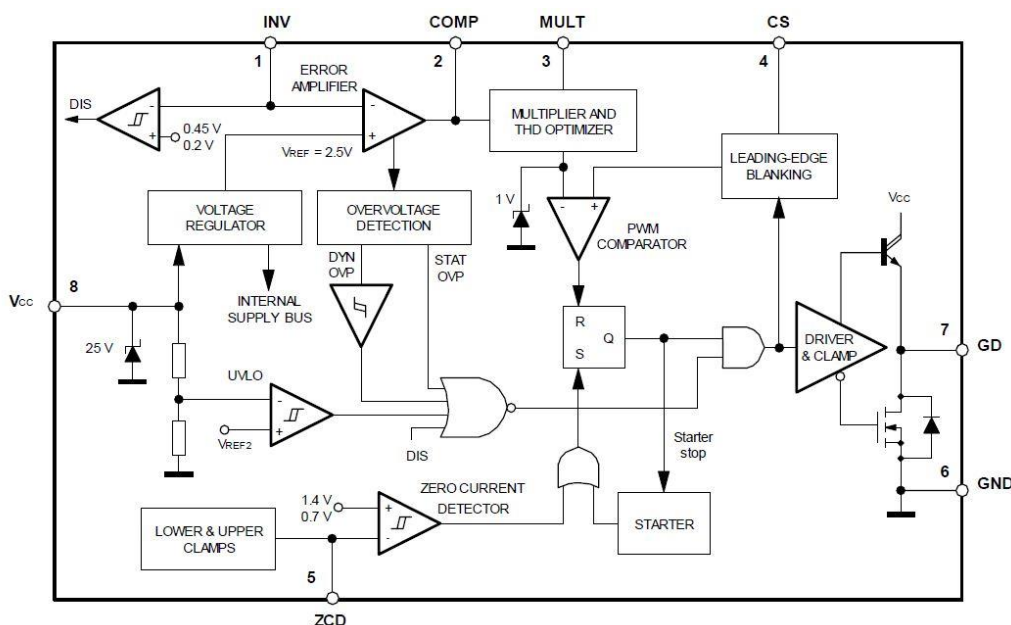 INV
COMP
MULT
CS
1
2
3
4
ERROR
AMPLIFIER
DIS
-
+
0.45 V
0.2 V
-
+
VREF = 2.5V
MULTIPLIER AND
THD OPTIMIZER
LEADING-EDGE
BLANKING
VOLTAGE
REGULATOR
OVERVOLTAGE
DETECTION
1 V
-
+
PWM
COMPARATOR
VCC
DYN
OVP
STAT
OVP
INTERNAL
SUPPLY BUS
VCC
8
25 V
R
S
Q
DRIVER
& CLAMP
7
GD
UVLO
-
+
VREF2
DIS
Starter
stop
6
GND
1.4 V
0.7 V
+
-
ZERO CURRENT
DETECTOR
LOWER & UPPER
CLAMPS
STARTER
5
ZCD